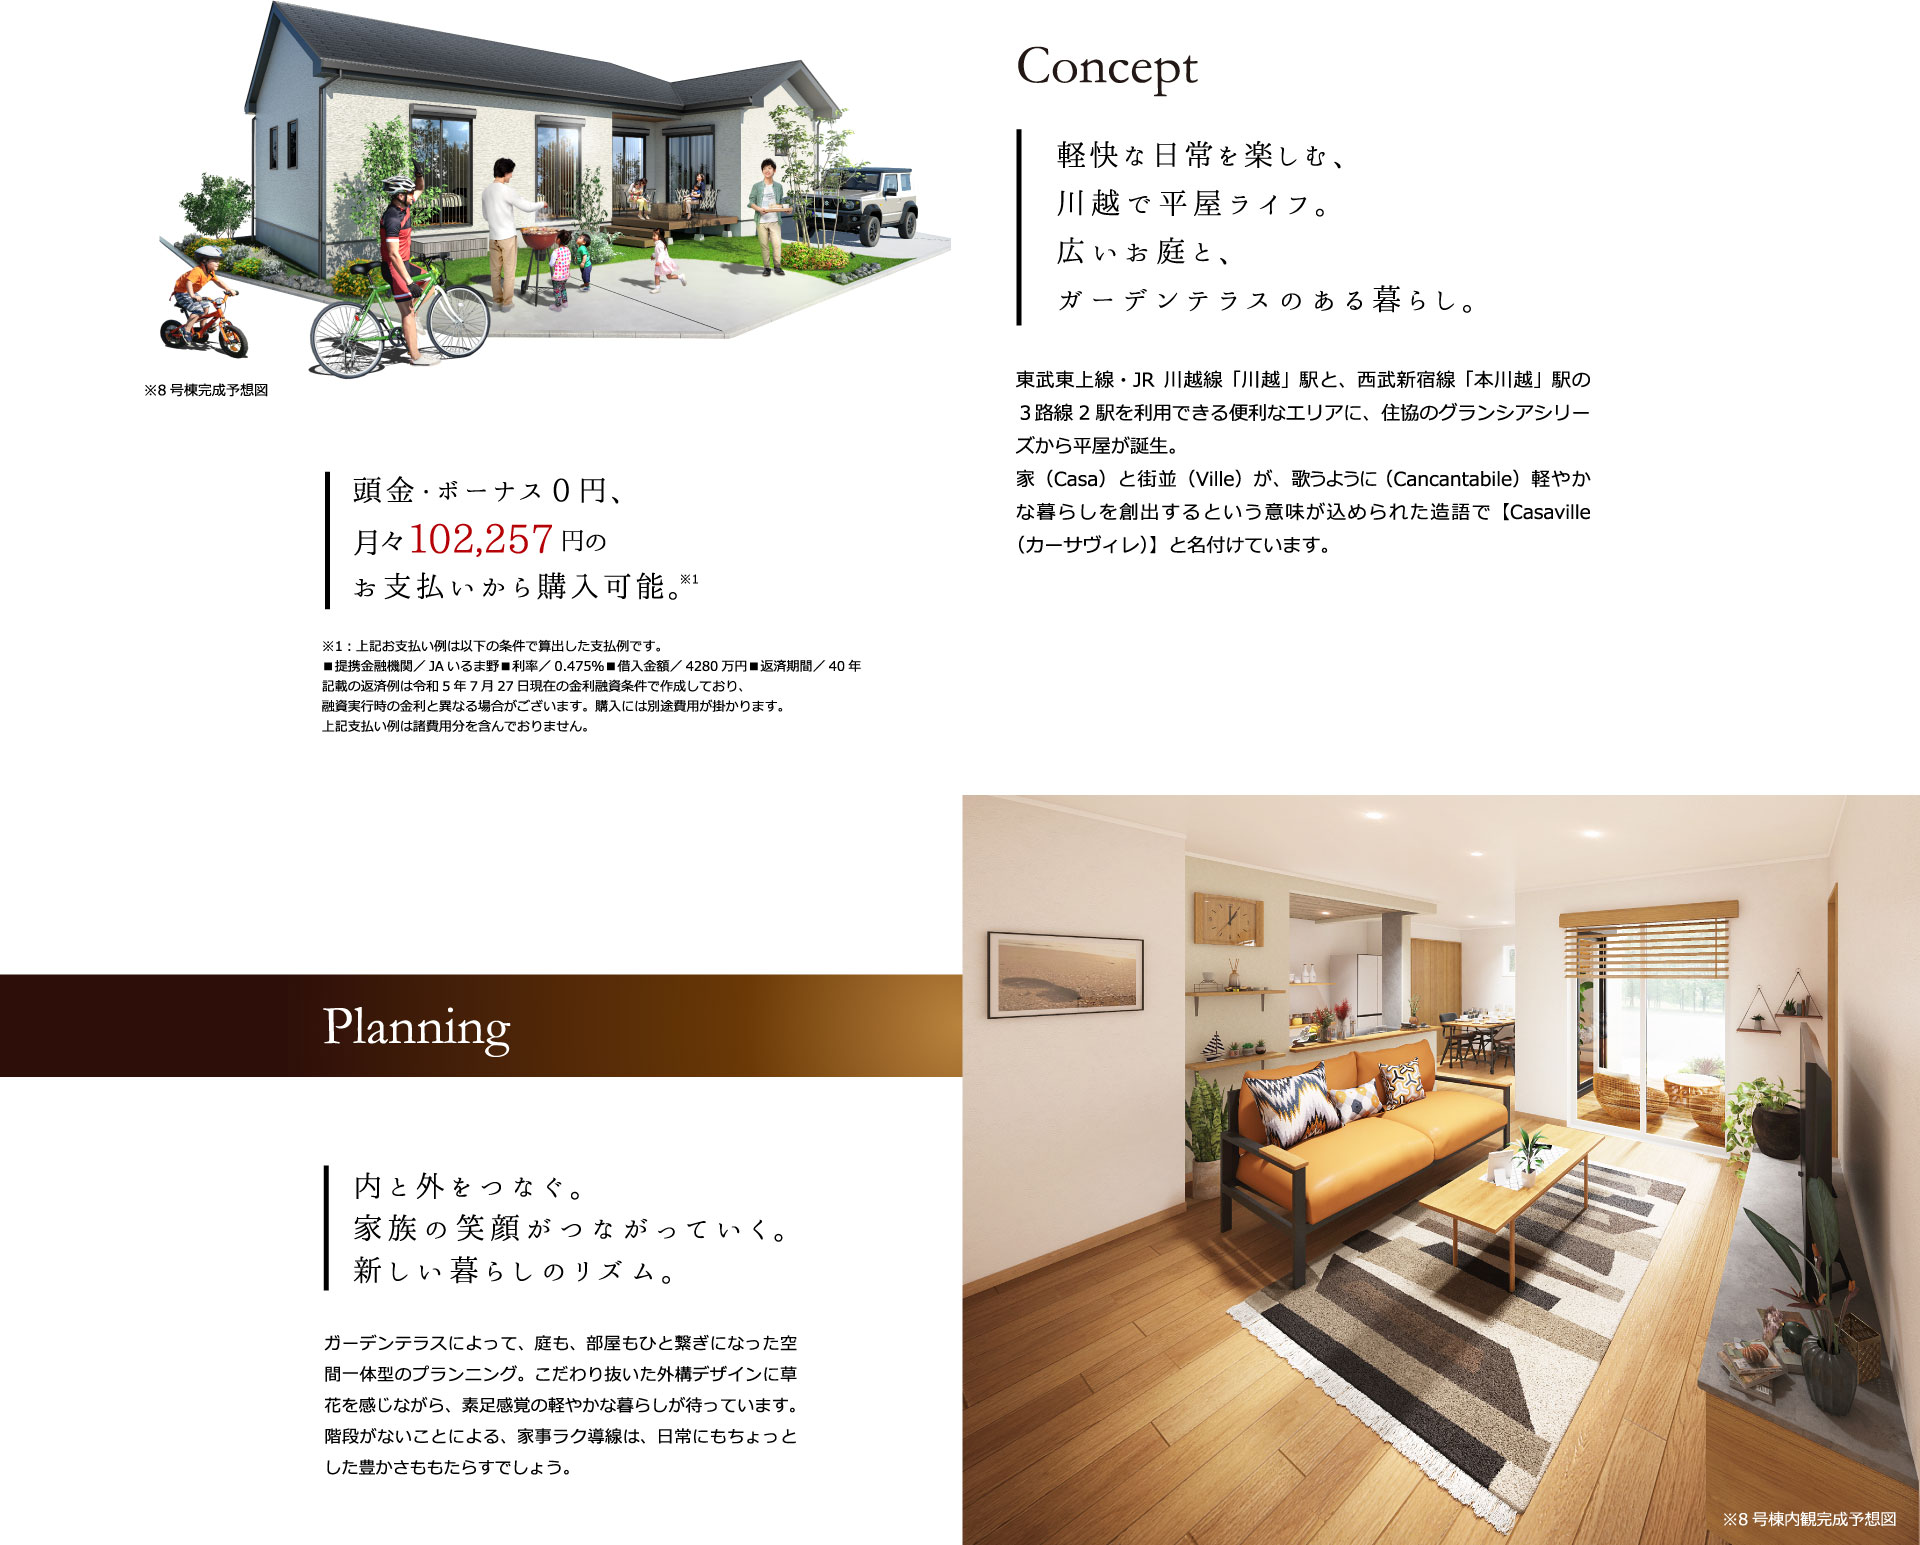 ※8号棟完成予想図
頭金・ボーナス0円、
月々102,257円の
お支払いから購入可能。※1
※1：上記お支払い例は以下の条件で算出した支払例です。
■提携金融機関／JAいるま野■利率／0.475%■借入金額／4280万円■返済期間／40年
記載の返済例は令和5年7月27日現在の金利融資条件で作成しており、
融資実行時の金利と異なる場合がございます。購入には別途費用が掛かります。
上記支払い例は諸費用分を含んでおりません。
Concept
軽快な日常を楽しむ、
川越で平屋ライフ。
広いお庭と、
ガーデンテラスのある暮らし。
東武東上線・JR 川越線「川越」駅と、西武新宿線「本川越」駅の
３路線2駅を利用できる便利なエリアに、住協のグランシアシリー
ズから平屋が誕生。
家（Casa）と街並（Ville）が、歌うように（Cancantabile）軽やか
な暮らしを創出するという意味が込められた造語で【Casaville
（カーサヴィレ）】と名付けています。
Planning
内と外をつなぐ。
家族の笑顔がつながっていく。
新しい暮らしのリズム。
ガーデンテラスによって、庭も、部屋もひと繋ぎになった空
間一体型のプランニング。こだわり抜いた外構デザインに草
花を感じながら、素足感覚の軽やかな暮らしが待っています。
階段がないことによる、家事ラク導線は、日常にもちょっと
した豊かさももたらすでしょう。
※8号棟内観完成予想図